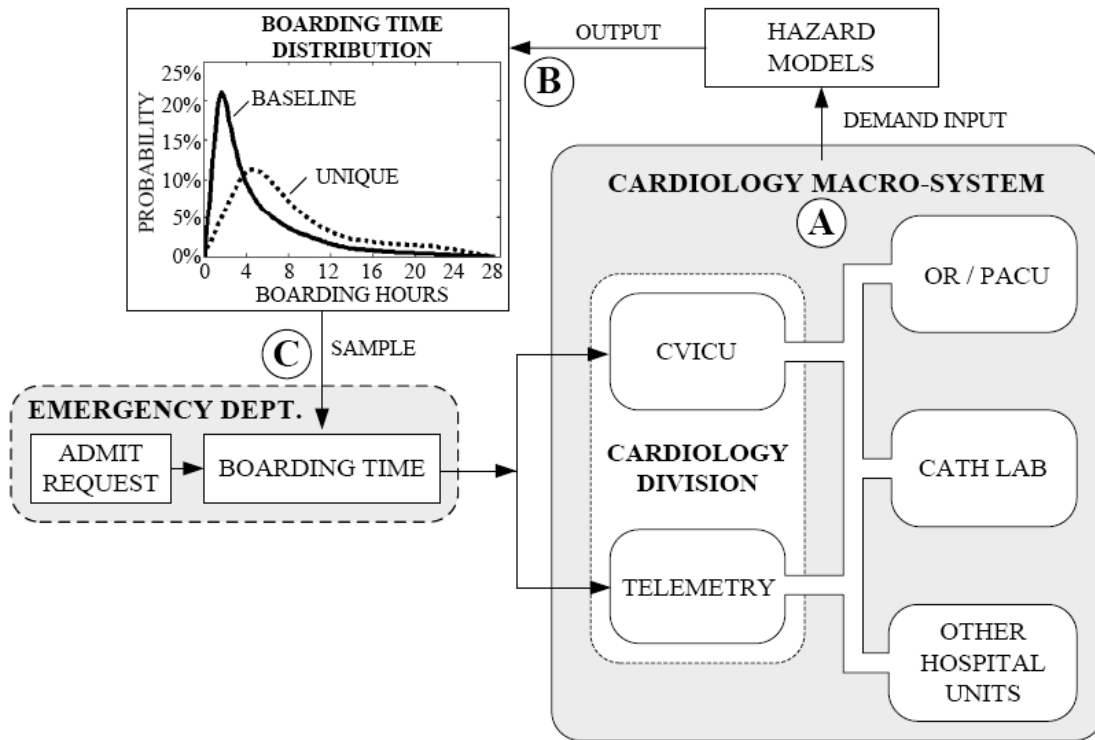 BOARDING TIME
DISTRIBUTION
25%
20%
15%
10%
5%
0%
PROBABILITY
BASELINE
UNIQUE
0 4 8 12 16 20 24 28
BOARDING HOURS
OUTPUT
B
HAZARD
MODELS
DEMAND INPUT
CARDIOLOGY MACRO-SYSTEM
A
OR / PACU
C
SAMPLE
CVICU
EMERGENCY DEPT.
ADMIT
REQUEST
BOARDING TIME
CARDIOLOGY
DIVISION
CATH LAB
TELEMETRY
OTHER
HOSPITAL
UNITS